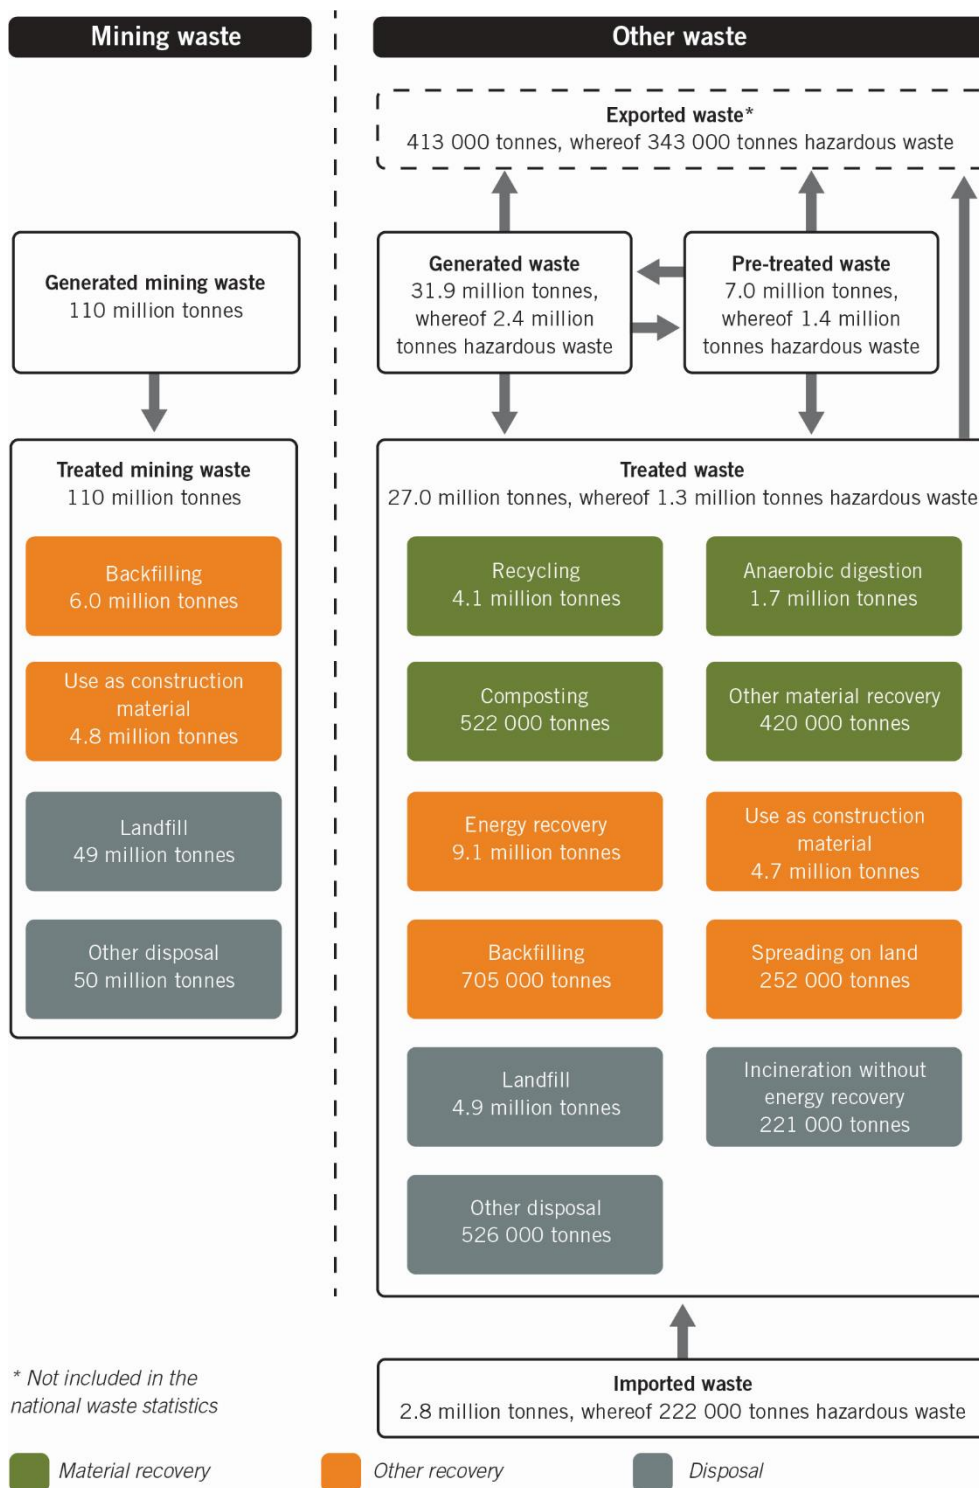 Mining waste
Other waste
Exported waste*
413 000 tonnes, whereof 343 000 tonnes hazardous waste
Generated mining waste
110 million tonnes
Generated waste
31.9 million tonnes,
whereof 2.4 million
tonnes hazardous waste
Pre-treated waste
7.0 million tonnes,
whereof 1.4 million
tonnes hazardous waste
Treated mining waste
110 million tonnes
Backfilling
6.0 million tonnes
Use as construction
material
4.8 million tonnes
Landfill
49 million tonnes
Other disposal
50 million tonnes
Treated waste
27.0 million tonnes, whereof 1.3 million tonnes hazardous waste
Recycling
4.1 million tonnes
Anaerobic digestion
1.7 million tonnes
Composting
522 000 tonnes
Other material recovery
420 000 tonnes
Energy recovery
9.1 million tonnes
Use as construction
material
4.7 million tonnes
Backfilling
705 000 tonnes
Spreading on land
252 000 tonnes
Landfill
4.9 million tonnes
Incineration without
energy recovery
221 000 tonnes
Other disposal
526 000 tonnes
Imported waste
2.8 million tonnes, whereof 222 000 tonnes hazardous waste
* Not included in the
national waste statistics
Material recovery
Other recovery
Disposal